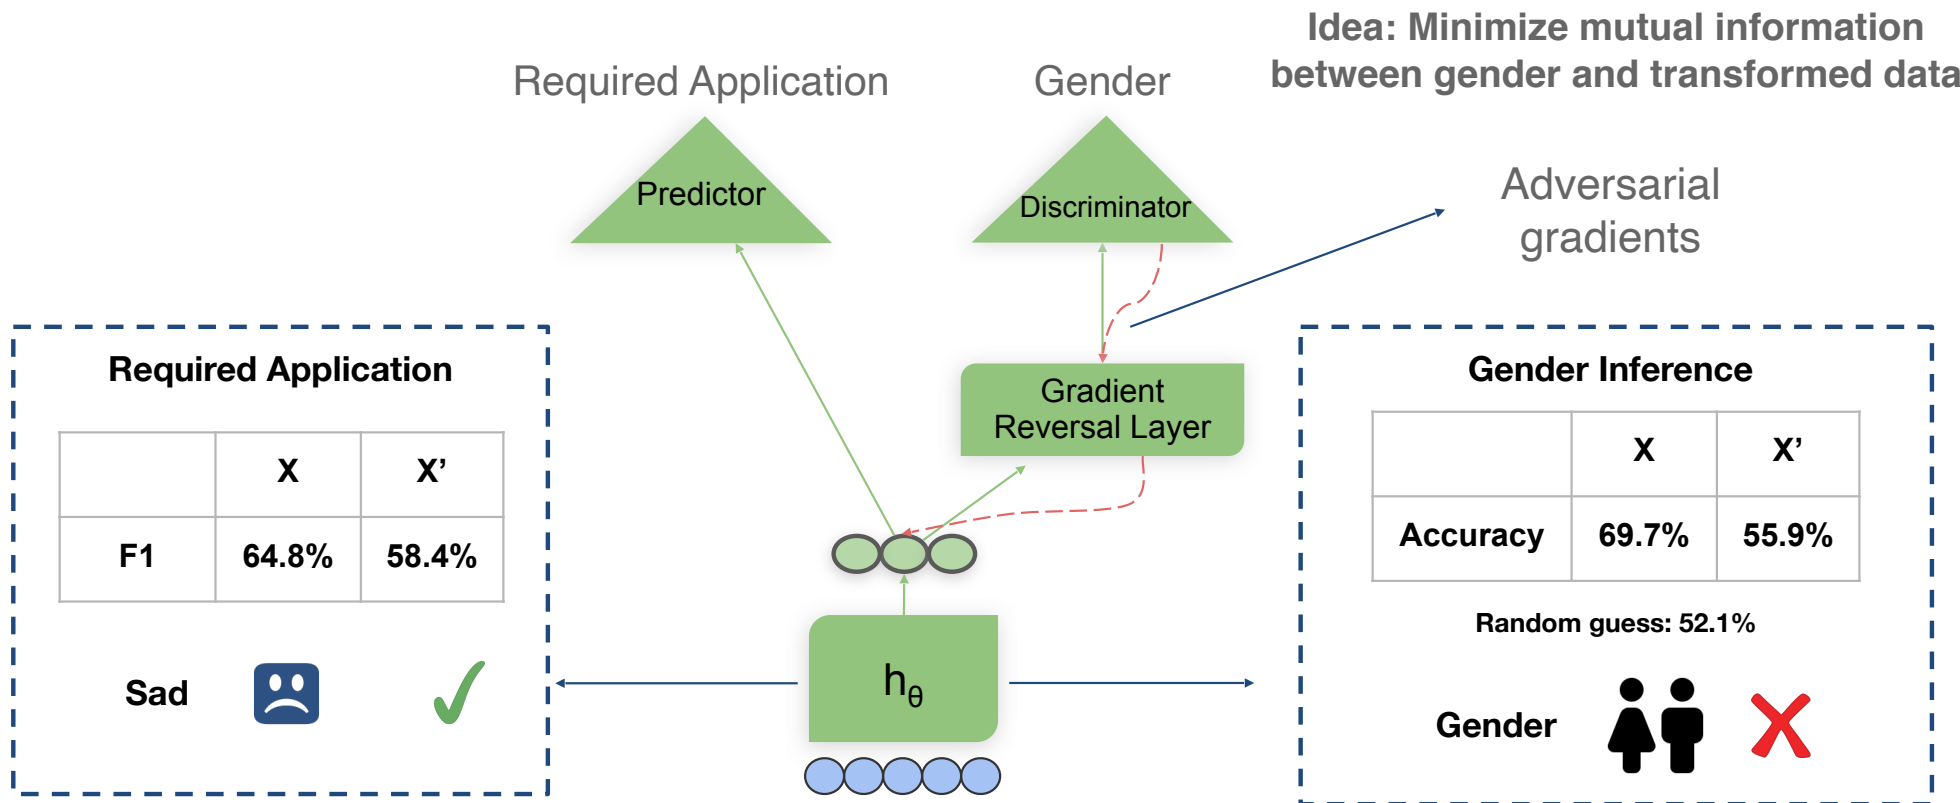 Idea: Minimize mutual information
between gender and transformed data
Required Application
Gender
Predictor
Discriminator
Adversarial
gradients
Gradient
Reversal Layer
hθ
Required Application
X X’
F1 64.8% 58.4%
Sad
Gender Inference
X X’
Accuracy 69.7% 55.9%
Random guess: 52.1%
Gender